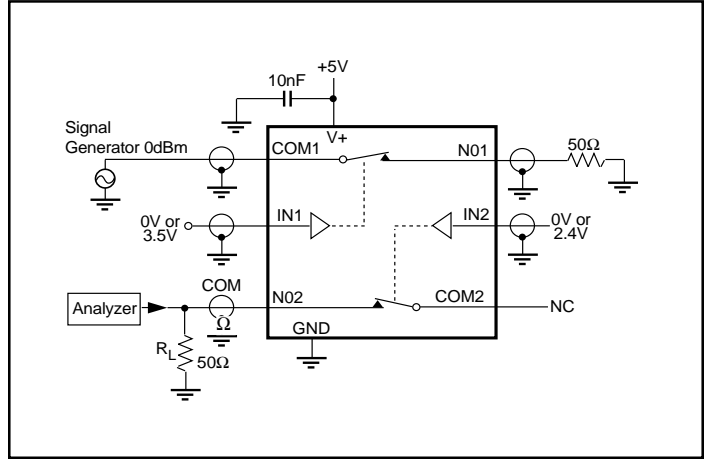 +5V
10nF
V+
Signal
Generator 0dBm
COM1
N01
50Ω
0V or
3.5V
IN1
IN2
0V or
2.4V
COM
Analyzer
Ω
N02
COM2
NC
GND
RL
50Ω